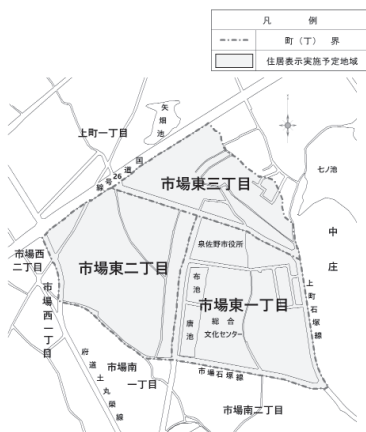 凡　例
町（丁）界
住居表示実施予定地域
矢畑池
上町一丁目
国道26号線
七ノ池
市場東三丁目
中庄
泉佐野市役所
市場西二丁目
市場東二丁目
布池
市場東一丁目
上町石塚線
市場西一丁目
唐池
総合
文化センター
府道土丸栄線
市場南
一丁目
市場石塚線
市場南二丁目